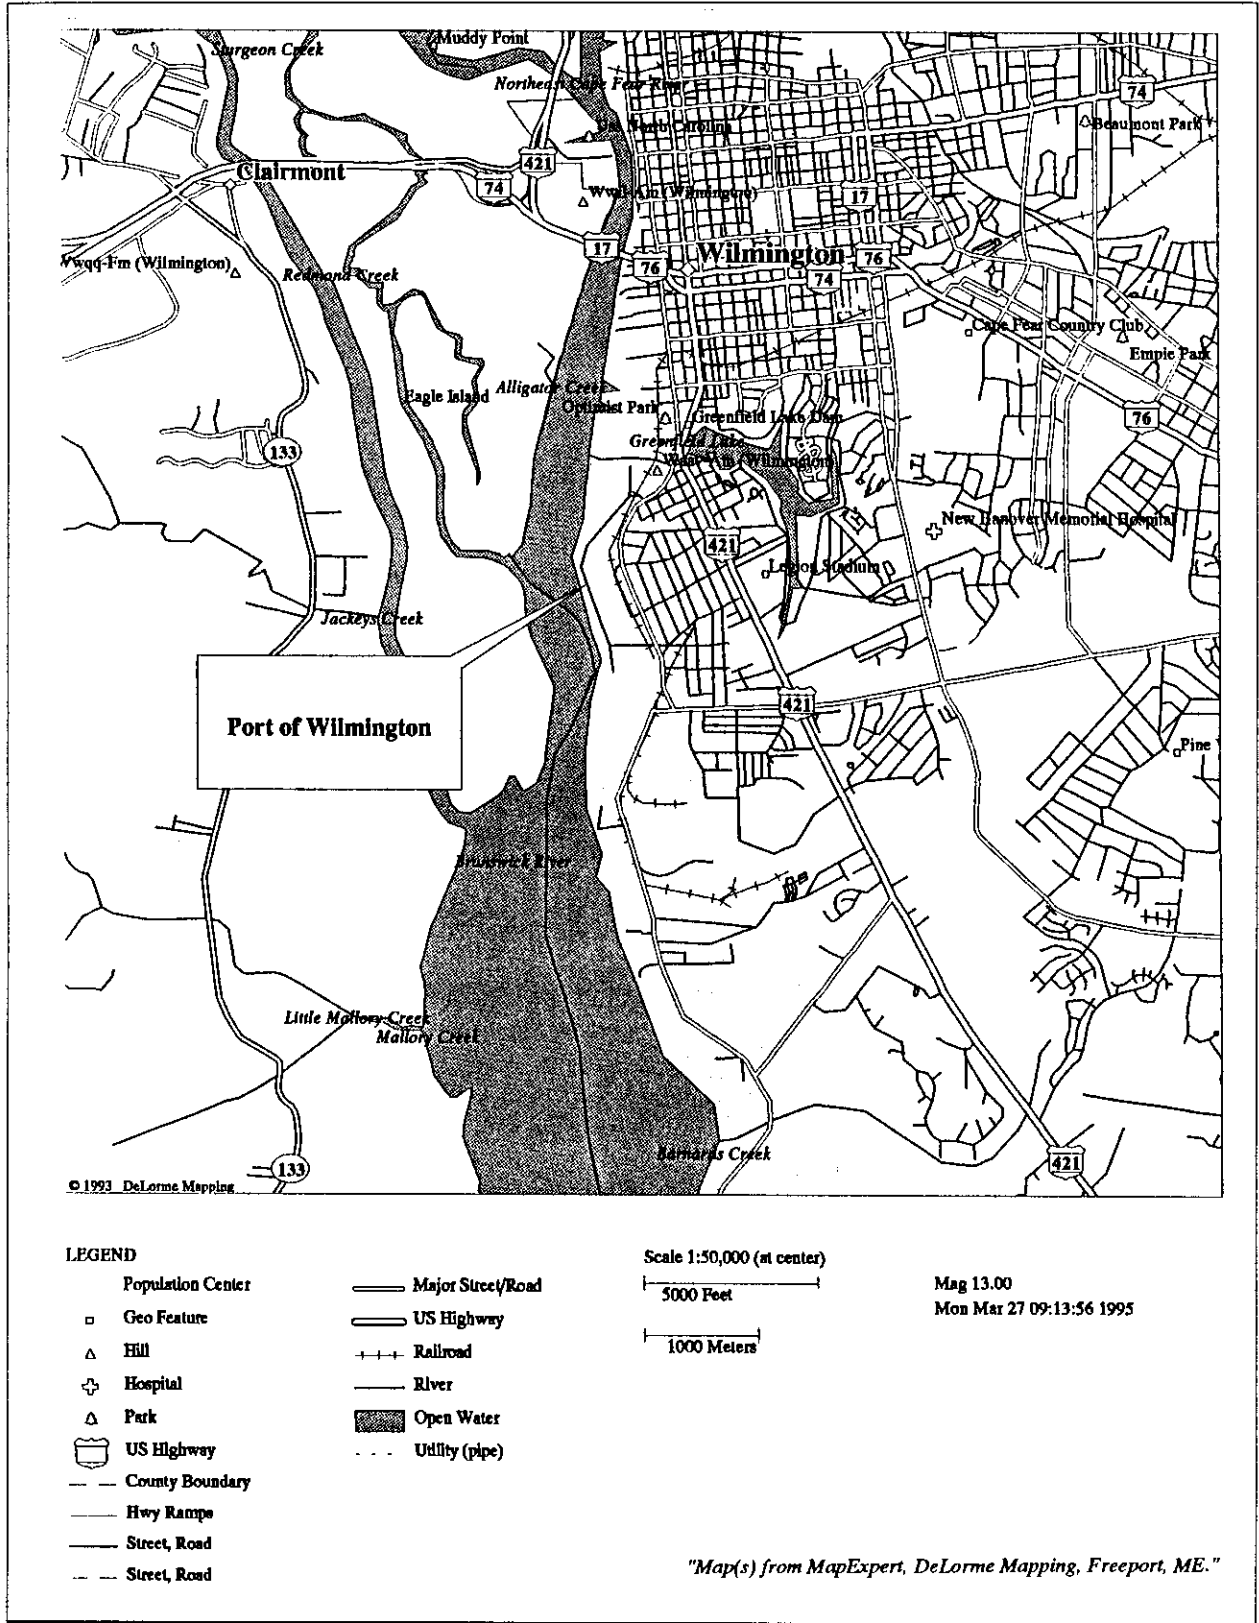 Sturgeon Creek
Muddy Point
Northeast Cape Fear River
74
Beaumont Park
North Carolina
421
Clairmont
74
(Wilmington)
17
17
Wilmington
76
76
74
(Wilmington)
Redmond Creek
Cape Fear Country Club
Empie Park
Eagle Island
Alligator Creek
Optimist Park
Greenfield Lake Dam
76
Greenfield Lake
(Wilmington)
133
New Hanover Memorial Hospital
421
Legion Stadium
Jackeys Creek
Port of Wilmington
421
Pine
Brunswick River
Little Mallory Creek
Mallory Creek
Barnards Creek
133
421
© 1993 DeLorme Mapping
LEGEND
Population Center
Geo Feature
Hill
Hospital
Park
US Highway
County Boundary
Hwy Ramps
Street, Road
Street, Road
Major Street/Road
US Highway
Railroad
River
Open Water
Utility (pipe)
Scale 1:50,000 (at center)
5000 Feet
1000 Meters
Mag 13.00
Mon Mar 27 09:13:56 1995
"Map(s) from MapExpert, DeLorme Mapping, Freeport, ME."